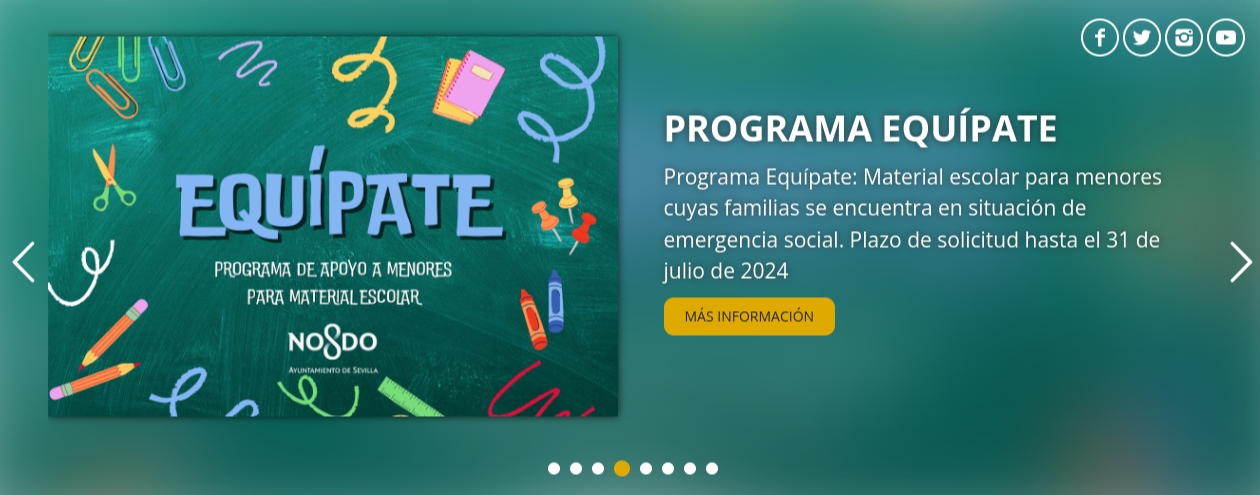 EQUÍPATE
PROGRAMA DE APOYO A MENORES
PARA MATERIAL ESCOLAR
NO8DO
AYUNTAMIENTO DE SEVILLA
PROGRAMA EQUÍPATE
Programa Equípate: Material escolar para menores
cuyas familias se encuentra en situación de
emergencia social. Plazo de solicitud hasta el 31 de
julio de 2024
MÁS INFORMACIÓN